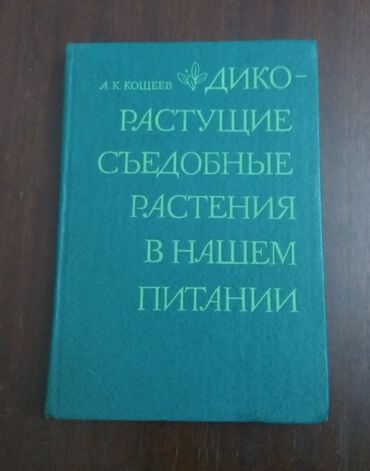 А. К. КОЩЕЕВ ДИКО-
РАСТУЩИЕ
СЪЕДОБНЫЕ
РАСТЕНИЯ
В НАШЕМ
ПИТАНИИ